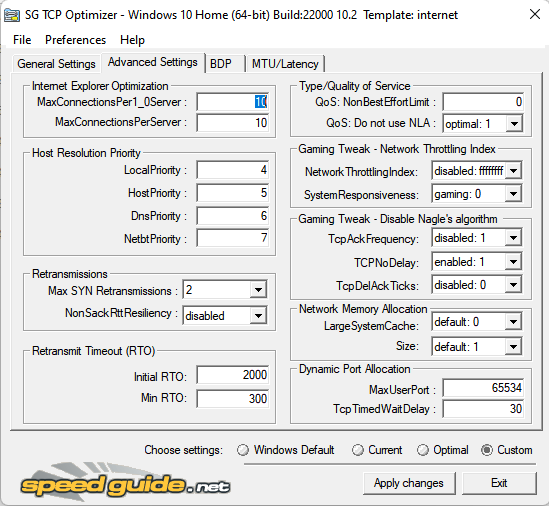 SG TCP Optimizer - Windows 10 Home (64-bit) Build:22000 10.2 Template: internet
File Preferences Help
General Settings Advanced Settings BDP MTU/Latency
Internet Explorer Optimization
MaxConnectionsPer1_0Server : 10
MaxConnectionsPerServer : 10
Host Resolution Priority
LocalPriority : 4
HostPriority : 5
DnsPriority : 6
NetbtPriority : 7
Retransmissions
Max SYN Retransmissions : 2
NonSackRttResiliency : disabled
Retransmit Timeout (RTO)
Initial RTO: 2000
Min RTO: 300
Type/Quality of Service
QoS: NonBestEffortLimit : 0
QoS: Do not use NLA : optimal: 1
Gaming Tweak - Network Throttling Index
NetworkThrottlingIndex: disabled: ffffffff
SystemResponsiveness: gaming: 0
Gaming Tweak - Disable Nagle's algorithm
TcpAckFrequency: disabled: 1
TCPNoDelay: enabled: 1
TcpDelAckTicks: disabled: 0
Network Memory Allocation
LargeSystemCache: default: 0
Size: default: 1
Dynamic Port Allocation
MaxUserPort : 65534
TcpTimedWaitDelay : 30
Choose settings: Windows Default Current Optimal Custom
speedguide.net
Apply changes Exit